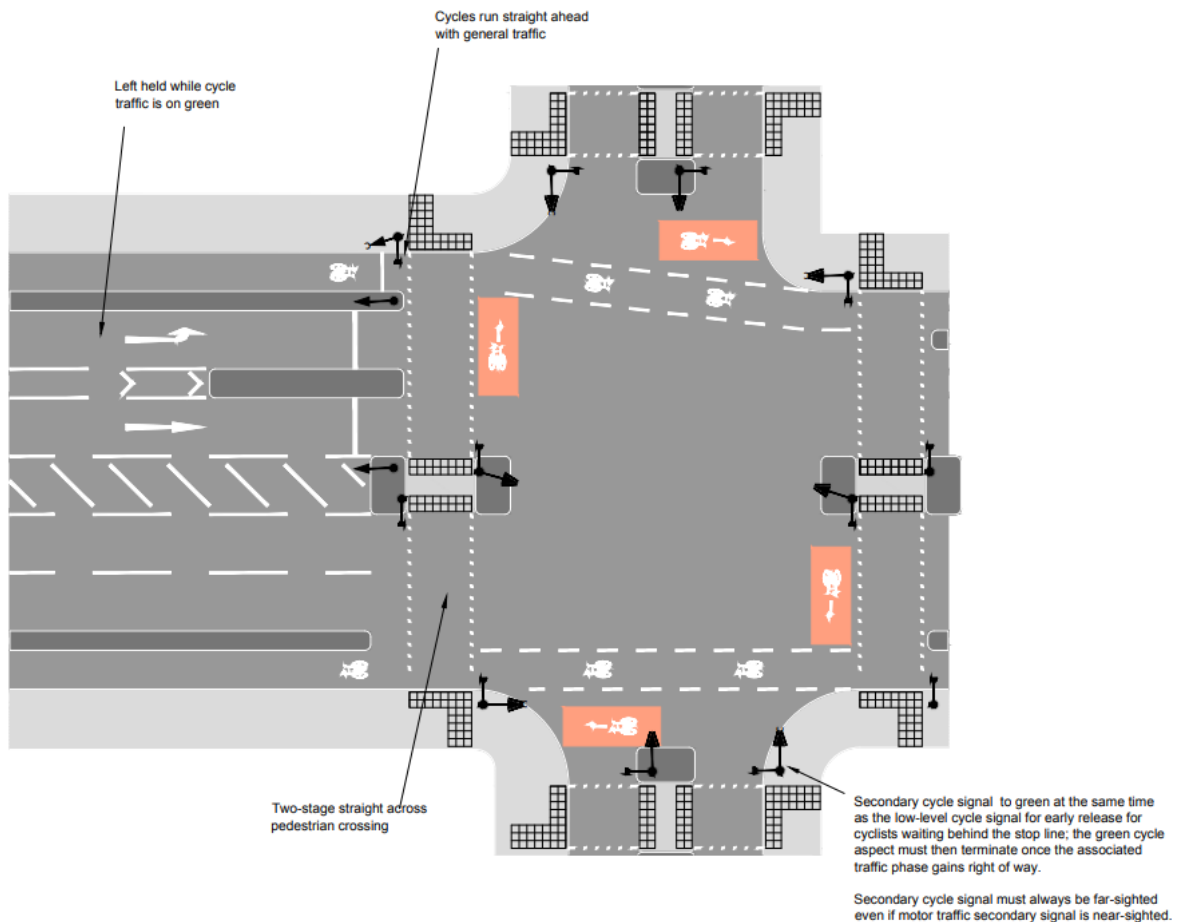 Cycles run straight ahead
with general traffic
Left held while cycle
traffic is on green
Two-stage straight across
pedestrian crossing
Secondary cycle signal to green at the same time
as the low-level cycle signal for early release for
cyclists waiting behind the stop line; the green cycle
aspect must then terminate once the associated
traffic phase gains right of way.
Secondary cycle signal must always be far-sighted
even if motor traffic secondary signal is near-sighted.